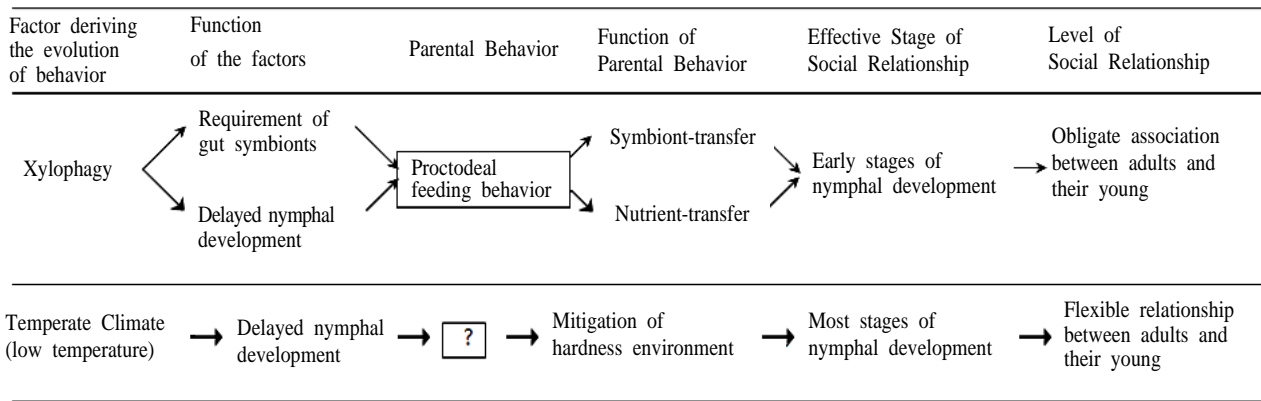 Factor deriving
the evolution
of behavior
Function
of the factors
Parental Behavior
Function of
Parental Behavior
Effective Stage of
Social Relationship
Level of
Social Relationship
Xylophagy
Requirement of
gut symbionts
Delayed nymphal
development
Proctodeal
feeding behavior
Symbiont-transfer
Nutrient-transfer
Early stages of
nymphal development
Obligate association
between adults and
their young
Temperate Climate
(low temperature)
Delayed nymphal
development
?
Mitigation of
hardness environment
Most stages of
nymphal development
Flexible relationship
between adults and
their young